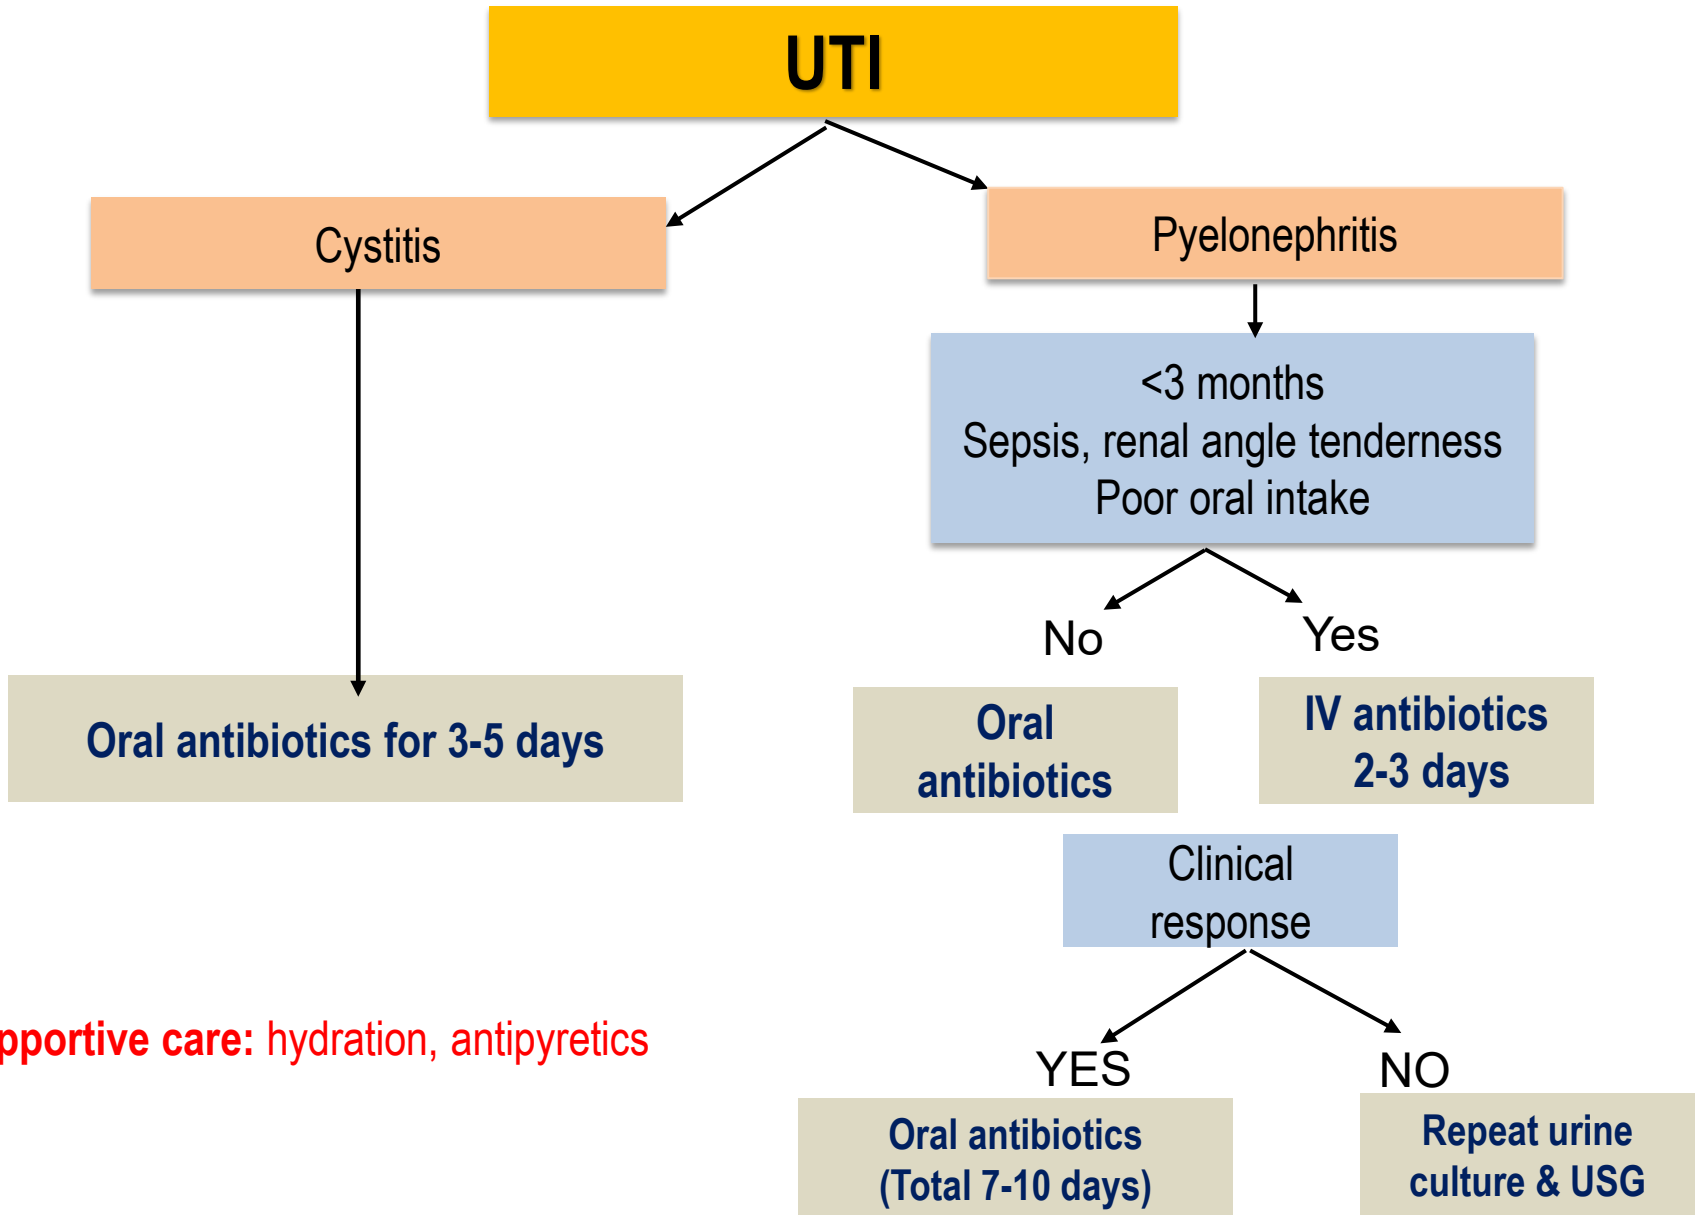 UTI
Cystitis
Pyelonephritis
<3 months
Sepsis, renal angle tenderness
Poor oral intake
No
Yes
Oral antibiotics for 3-5 days
Oral
antibiotics
IV antibiotics
2-3 days
Clinical
response
pportive care: hydration, antipyretics
YES
NO
Oral antibiotics
(Total 7-10 days)
Repeat urine
culture & USG